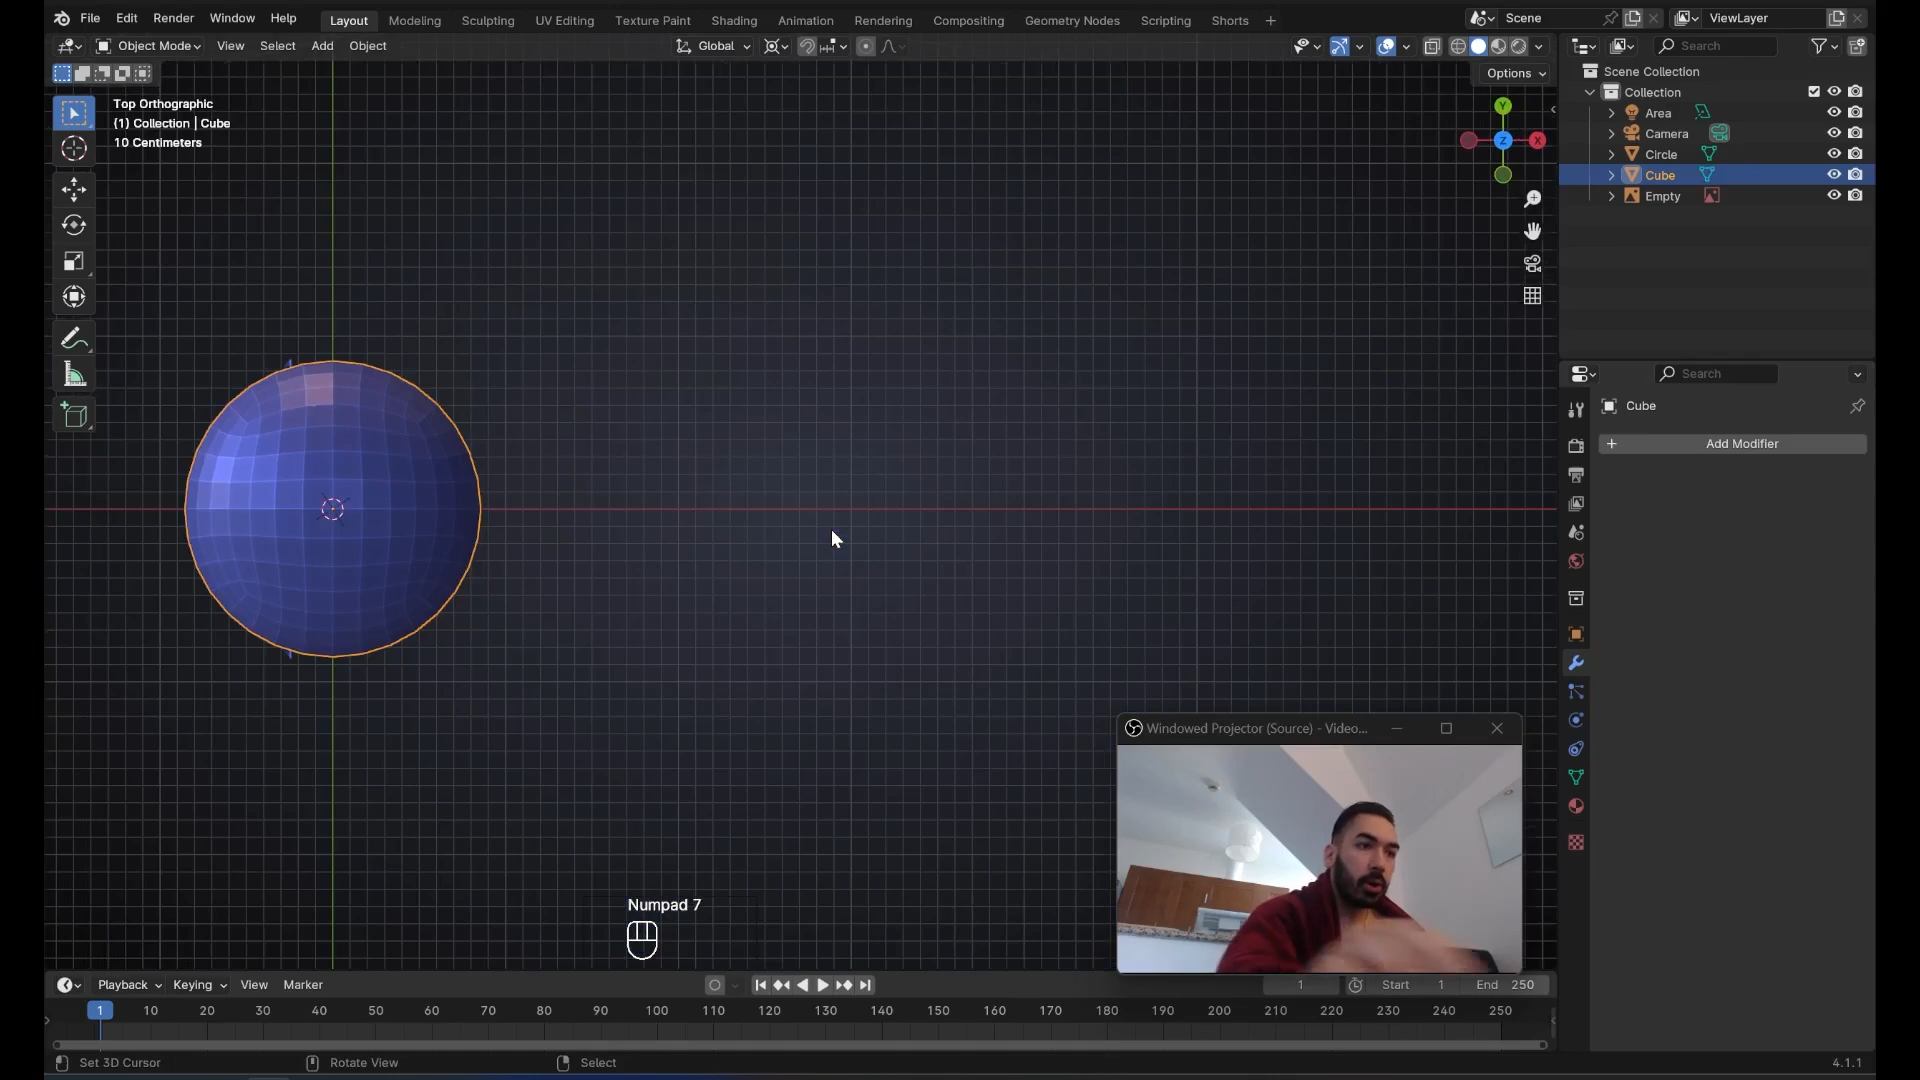 File Edit Render Window Help Layout Modeling Sculpting UV Editing Texture Paint Shading Animation Rendering Compositing Geometry Nodes Scripting Shorts + Scene ViewLayer
Object Mode View Select Add Object Global Search
Options
Top Orthographic
(1) Collection | Cube
10 Centimeters
Y
Z
X
Scene Collection
Collection
Area
Camera
Circle
Cube
Empty
Search
Cube
+ Add Modifier
Windowed Projector (Source) - Video...
Numpad 7
Playback Keying View Marker 1 Start 1 End 250
1 10 20 30 40 50 60 70 80 90 100 110 120 130 140 150 160 170 180 190 200 210 220 230 240 250
Set 3D Cursor Rotate View Select 4.1.1